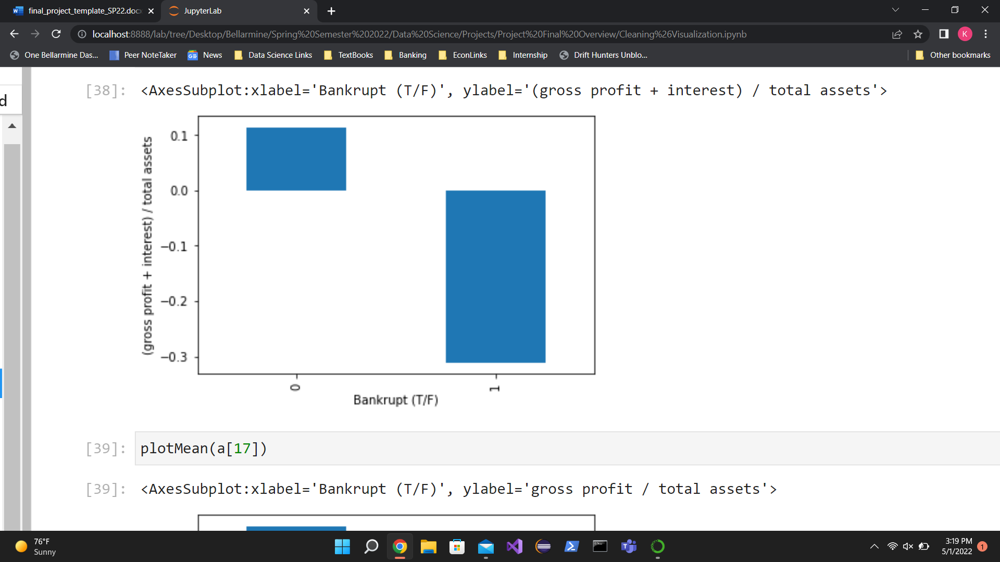 final_project_template_SP22.docx
JupyterLab
localhost:8888/lab/tree/Desktop/Bellarmine/Spring%20Semester%202022/Data%20Science/Projects/Project%20Final%20Overview/Cleaning%26Visualization.ipynb
K
One Bellarmine Das...
Peer NoteTaker
GE
News
Data Science Links
TextBooks
Banking
EconLinks
Internship
Drift Hunters Unblo...
Other bookmarks
d
[38]: <AxesSubplot:xlabel='Bankrupt (T/F)', ylabel='(gross profit + interest) / total assets'>
(gross profit + interest) / total assets
0.1
0.0
−0.1
−0.2
−0.3
0
1
Bankrupt (T/F)
[39]: plotMean(a[17])
[39]: <AxesSubplot:xlabel='Bankrupt (T/F)', ylabel='gross profit / total assets'>
76°F
Sunny
3:19 PM
5/1/2022
1